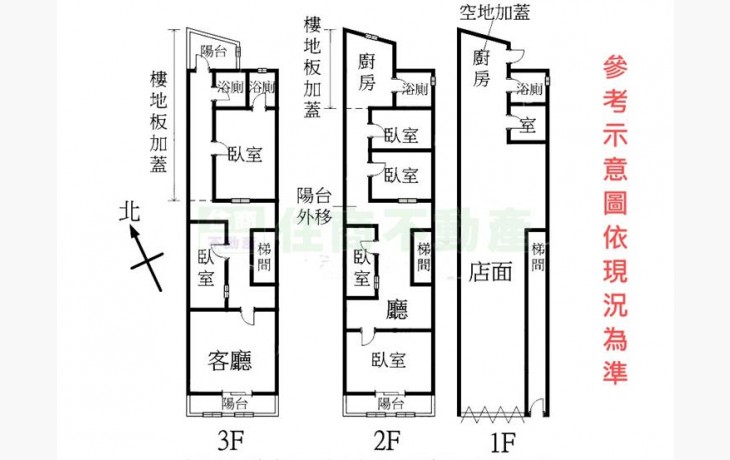 空地加蓋
陽台
樓地板加蓋
浴廁
浴廁
臥室
北
臥室
梯間
客廳
陽台
3F
樓地板加蓋
廚房
浴廁
臥室
臥室
陽台外移
臥室
梯間
廳
臥室
陽台
2F
廚房
浴廁
室
店面
梯間
1F
參考示意圖依現況為準
住商不動產